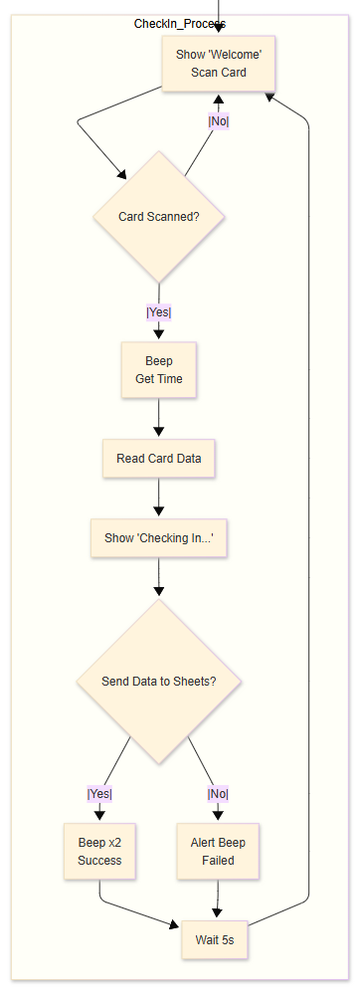 CheckIn_Process
Show 'Welcome'
Scan Card
|No|
Card Scanned?
|Yes|
Beep
Get Time
Read Card Data
Show 'Checking In...'
Send Data to Sheets?
|Yes|
|No|
Beep x2
Success
Alert Beep
Failed
Wait 5s